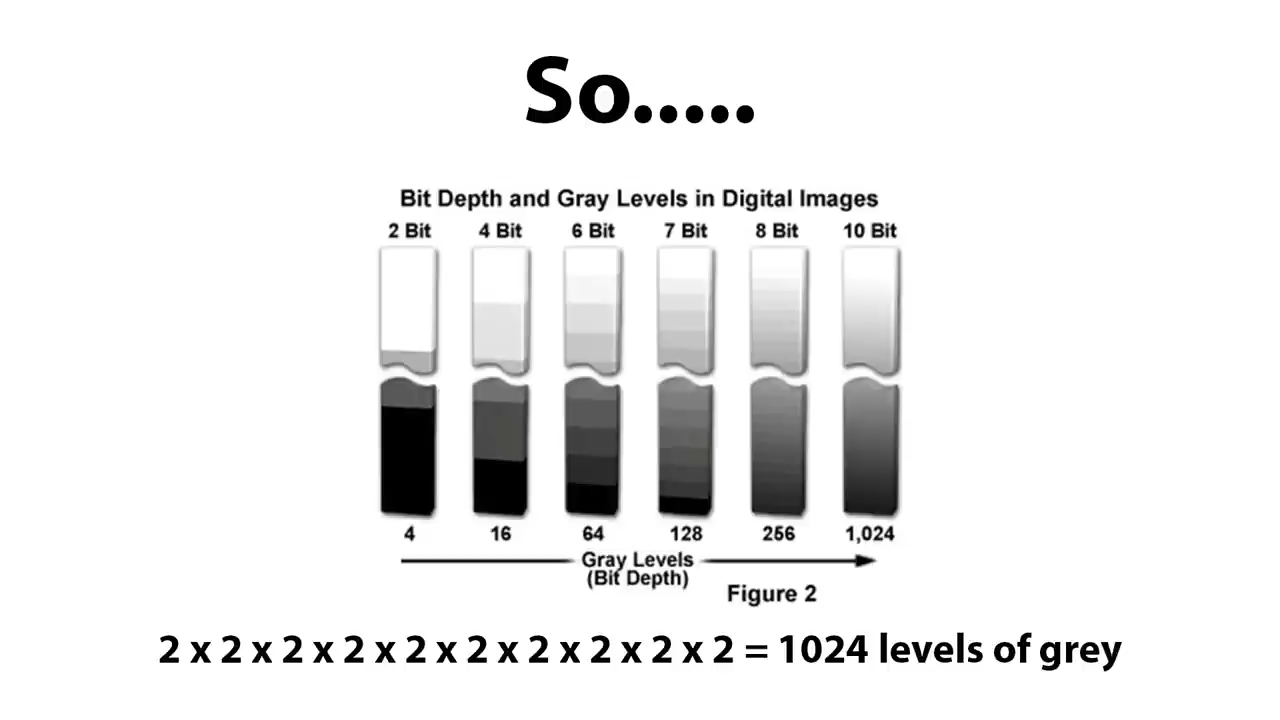 So.....
Bit Depth and Gray Levels in Digital Images
2 Bit 4 Bit 6 Bit 7 Bit 8 Bit 10 Bit
4 16 64 128 256 1,024
Gray Levels
(Bit Depth)
Figure 2
2 x 2 x 2 x 2 x 2 x 2 x 2 x 2 x 2 x 2 = 1024 levels of grey